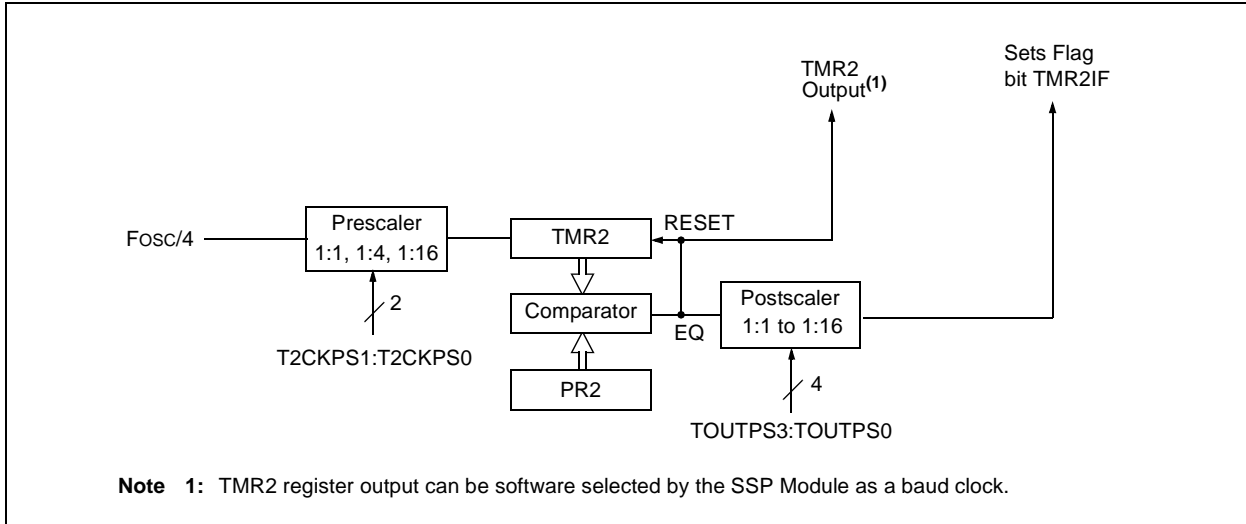 Sets Flag
bit TMR2IF
TMR2
Output(1)
Prescaler
1:1, 1:4, 1:16
FOSC/4
TMR2
RESET
2
T2CKPS1:T2CKPS0
Comparator
EQ
Postscaler
1:1 to 1:16
PR2
4
TOUTPS3:TOUTPS0
Note 1: TMR2 register output can be software selected by the SSP Module as a baud clock.